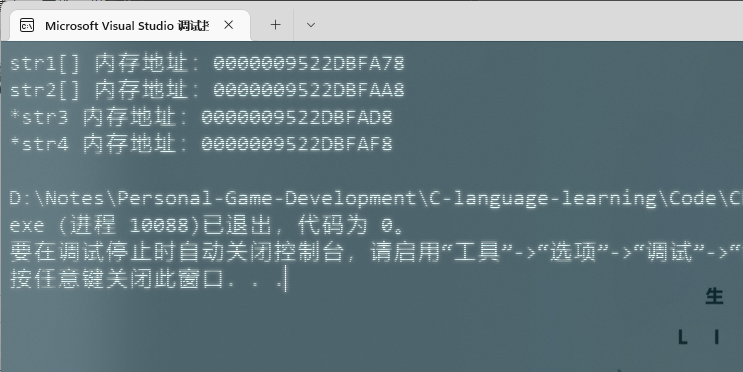 Microsoft Visual Studio 调试
str1[] 内存地址: 0000009522DBFA78
str2[] 内存地址: 0000009522DBFAA8
*str3 内存地址: 0000009522DBFAD8
*str4 内存地址: 0000009522DBFAF8
D:\Notes\Personal-Game-Development\C-language-learning\Code\C
exe (进程 10088)已退出，代码为 0。
要在调试停止时自动关闭控制台，请启用“工具”->“选项”->“调试”->“
按任意键关闭此窗口. . .
生
L I